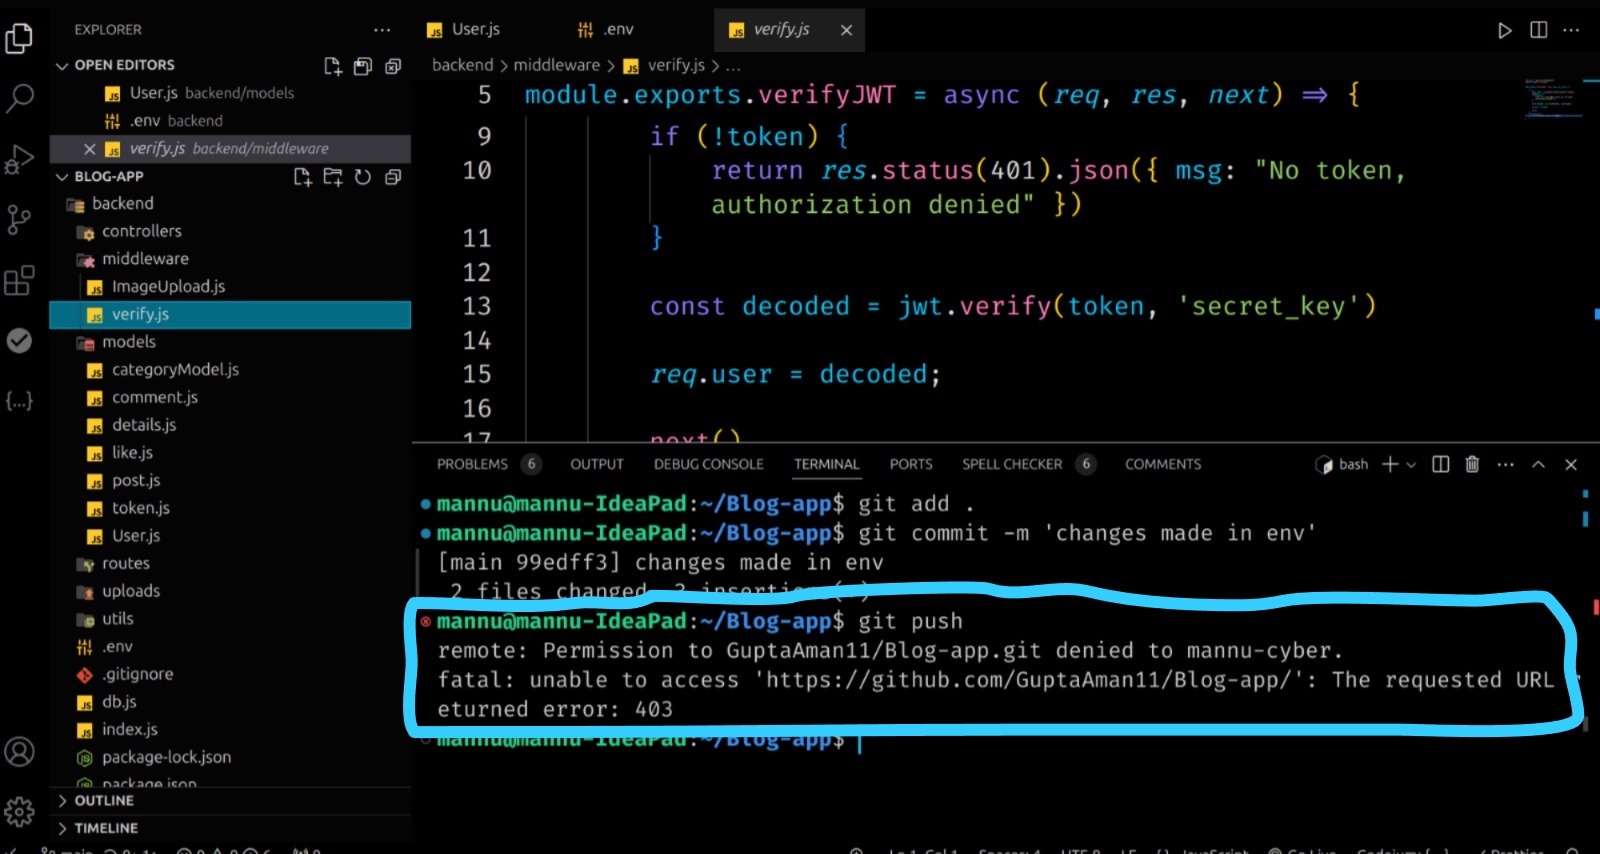 EXPLORER
OPEN EDITORS
User.js backend/models
.env backend
verify.js backend/middleware
BLOG-APP
backend
controllers
middleware
ImageUpload.js
verify.js
models
categoryModel.js
comment.js
details.js
like.js
post.js
token.js
User.js
routes
uploads
utils
.env
.gitignore
db.js
index.js
package-lock.json
package.json
OUTLINE
TIMELINE
User.js .env verify.js
backend > middleware > verify.js > ...
5 module.exports.verifyJWT = async (req, res, next) => {
9 if (!token) {
10 return res.status(401).json({ msg: "No token,
authorization denied" })
11 }
12
13 const decoded = jwt.verify(token, 'secret_key')
14
15 req.user = decoded;
16
17 next()
PROBLEMS 6 OUTPUT DEBUG CONSOLE TERMINAL PORTS SPELL CHECKER 6 COMMENTS bash
mannu@mannu-IdeaPad:~/Blog-app$ git add .
mannu@mannu-IdeaPad:~/Blog-app$ git commit -m 'changes made in env'
[main 99edff3] changes made in env
2 files changed
mannu@mannu-IdeaPad:~/Blog-app$ git push
remote: Permission to GuptaAman11/Blog-app.git denied to mannu-cyber.
fatal: unable to access 'https://github.com/GuptaAman11/Blog-app/': The requested URL
eturned error: 403
mannu@mannu-IdeaPad:~/Blog-app$